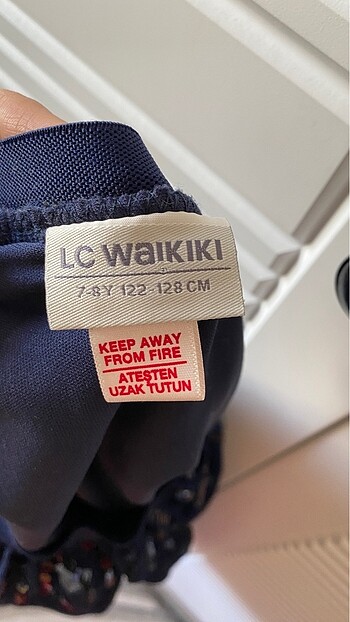 LC WAIKIKI
7-8Y 122-128 CM
KEEP AWAY
FROM FIRE
ATEŞTEN
UZAK TUTUN